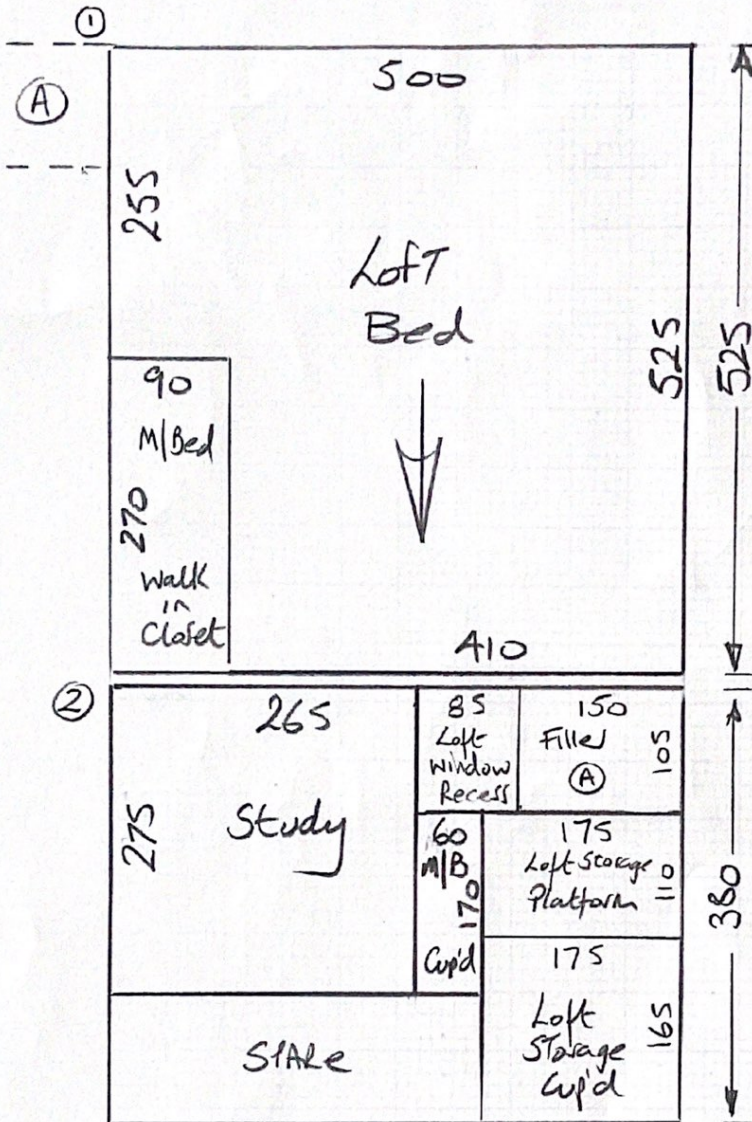 ①
Ⓐ
500
255
Loft
Bed
525
525
90
M/Bed
270
Walk
in
Closet
410
②
265
275
Study
85
Loft
Window
Recess
150
Filled
Ⓐ
105
60
M/B
170
Cup'd
175
Loft Storage
Platform
110
380
175
Loft
Storage
Cup'd
165
SPARe